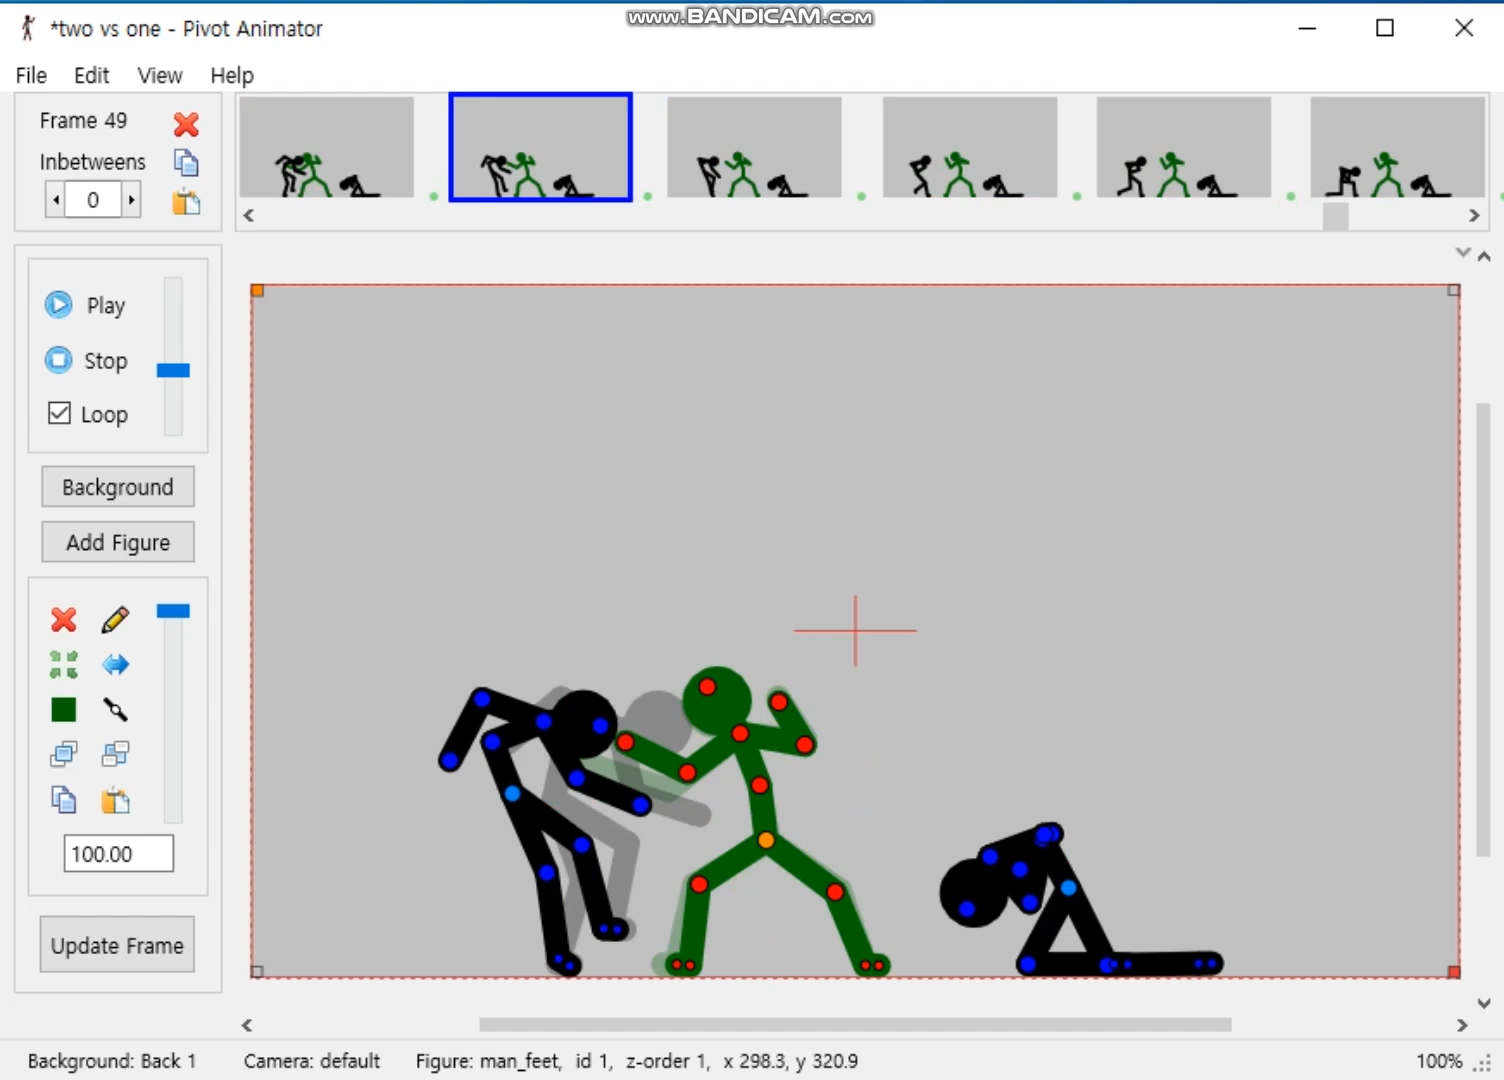 www.BANDICAM.com
*two vs one - Pivot Animator
File Edit View Help
Frame 49
Inbetweens
0
Play
Stop
Loop
Background
Add Figure
100.00
Update Frame
Background: Back 1 Camera: default Figure: man_feet, id 1, z-order 1, x 298.3, y 320.9 100%